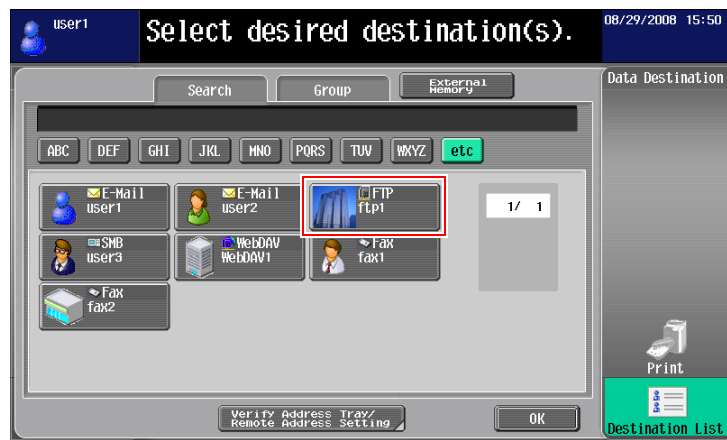 user1
Select desired destination(s).
08/29/2008 15:50
Search
Group
External
Memory
Data Destination
ABC
DEF
GHI
JKL
MNO
PQRS
TUV
WXYZ
etc
E-Mail
user1
E-Mail
user2
FTP
ftp1
1/ 1
SMB
user3
WebDAV
WebDAV1
Fax
fax1
Fax
fax2
Print
Verify Address Tray/
Remote Address Setting
OK
Destination List